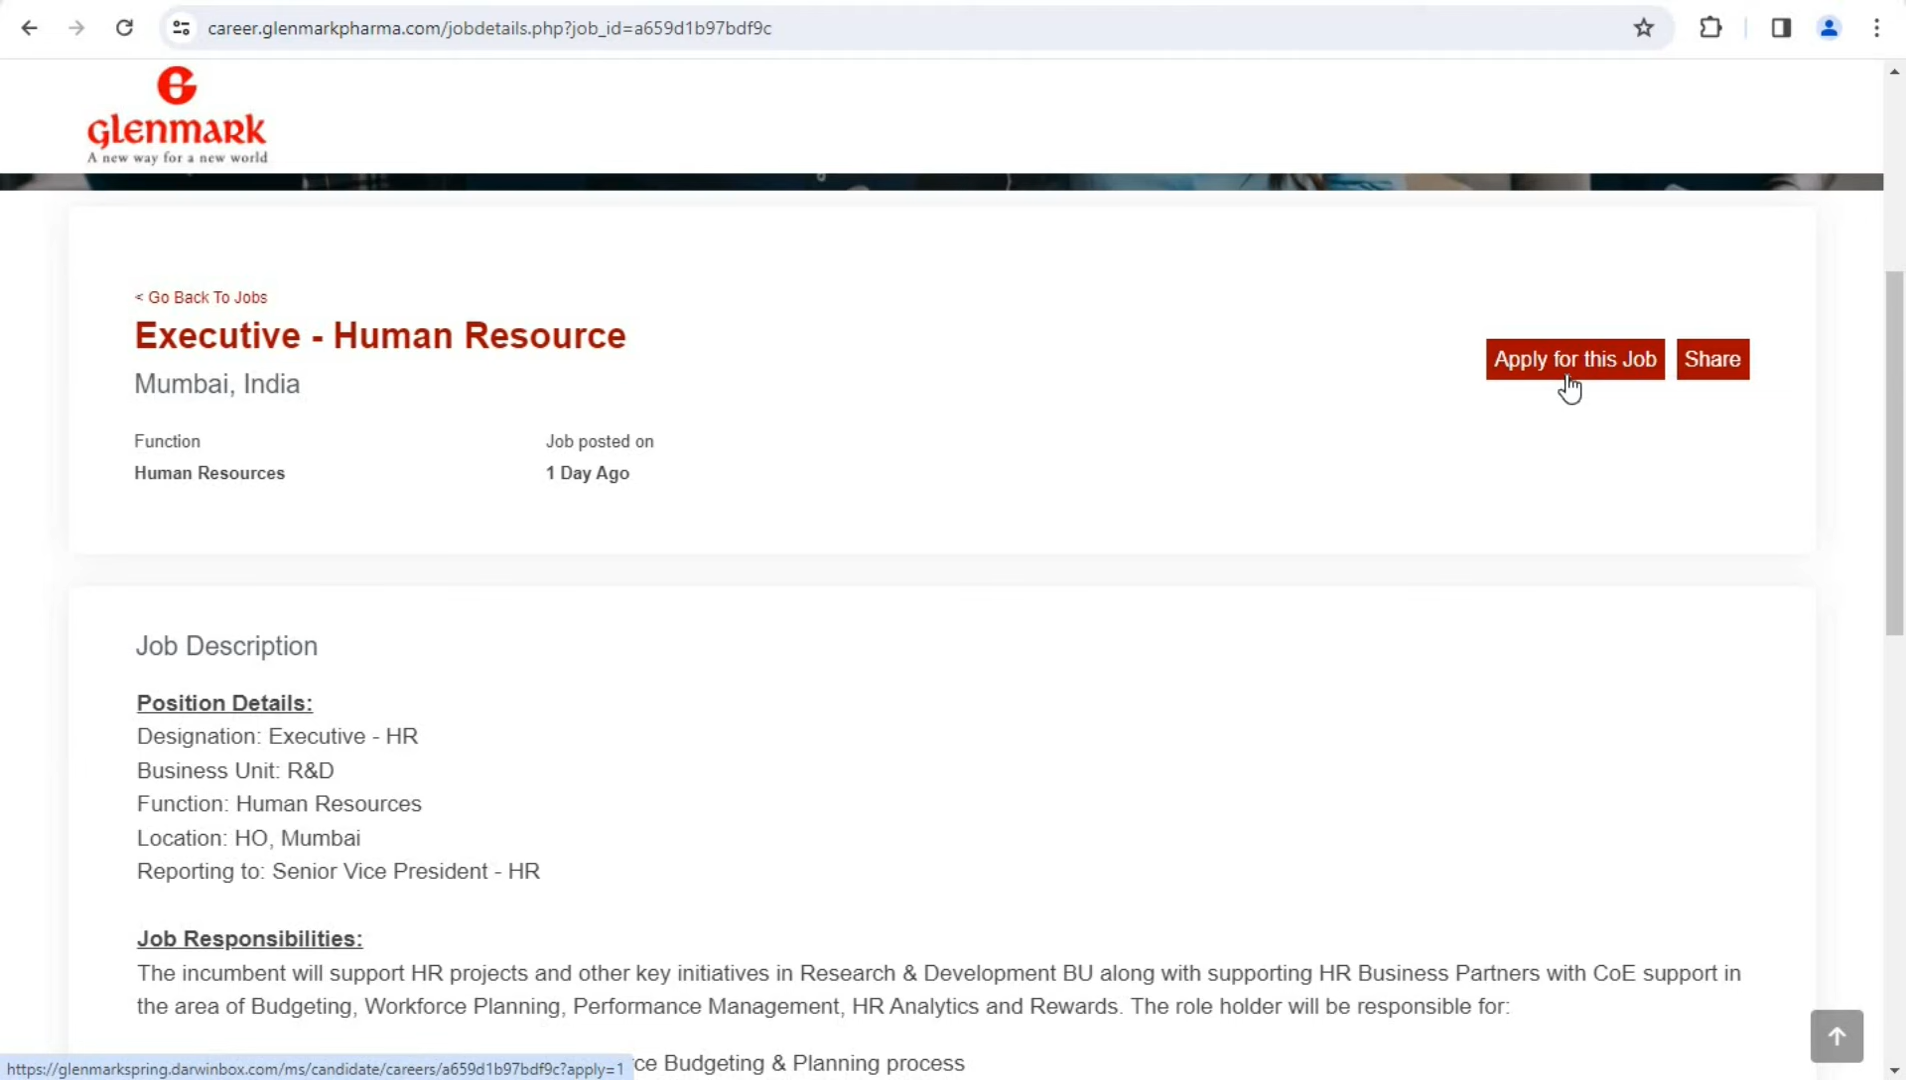 career.glenmarkpharma.com/jobdetails.php?job_id=a659d1b97bdf9c
glenmark
A new way for a new world
< Go Back To Jobs
Executive - Human Resource
Mumbai, India
Apply for this Job
Share
Function
Job posted on
Human Resources
1 Day Ago
Job Description
Position Details:
Designation: Executive - HR
Business Unit: R&D
Function: Human Resources
Location: HO, Mumbai
Reporting to: Senior Vice President - HR
Job Responsibilities:
The incumbent will support HR projects and other key initiatives in Research & Development BU along with supporting HR Business Partners with CoE support in
the area of Budgeting, Workforce Planning, Performance Management, HR Analytics and Rewards. The role holder will be responsible for:
ce Budgeting & Planning process
https://glenmarkspring.darwinbox.com/ms/candidate/careers/a659d1b97bdf9c?apply=1